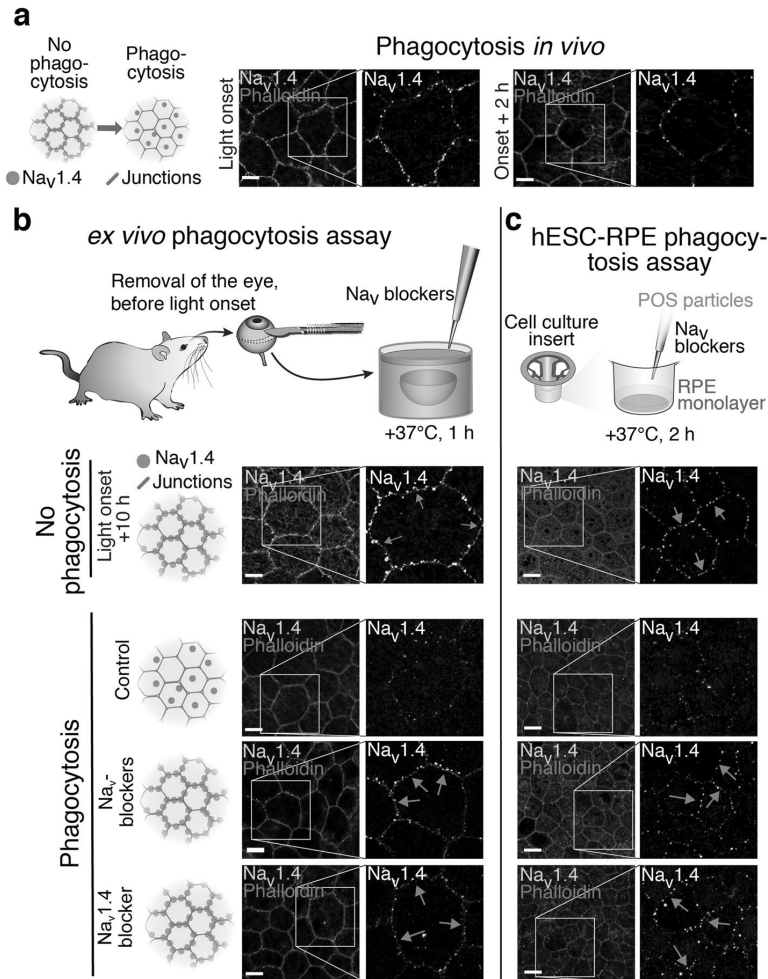 a
No
phago-
cytosis
Phago-
cytosis
NaV1.4
Junctions
Phagocytosis in vivo
Light onset
NaV1.4
Phalloidin
NaV1.4
Onset + 2 h
NaV1.4
Phalloidin
NaV1.4
b
ex vivo phagocytosis assay
Removal of the eye,
before light onset
NaV blockers
+37°C, 1 h
c
hESC-RPE phagocy-
tosis assay
POS particles
Cell culture
insert
NaV
blockers
RPE
monolayer
+37°C, 2 h
No
phagocytosis
Light onset
+10 h
NaV1.4
Junctions
NaV1.4
Phalloidin
NaV1.4
NaV1.4
Phalloidin
NaV1.4
Phagocytosis
Control
NaV1.4
Phalloidin
NaV1.4
NaV1.4
Phalloidin
NaV1.4
NaV-
blockers
NaV1.4
Phalloidin
NaV1.4
NaV1.4
Phalloidin
NaV1.4
NaV1.4
blocker
NaV1.4
Phalloidin
NaV1.4
NaV1.4
Phalloidin
NaV1.4